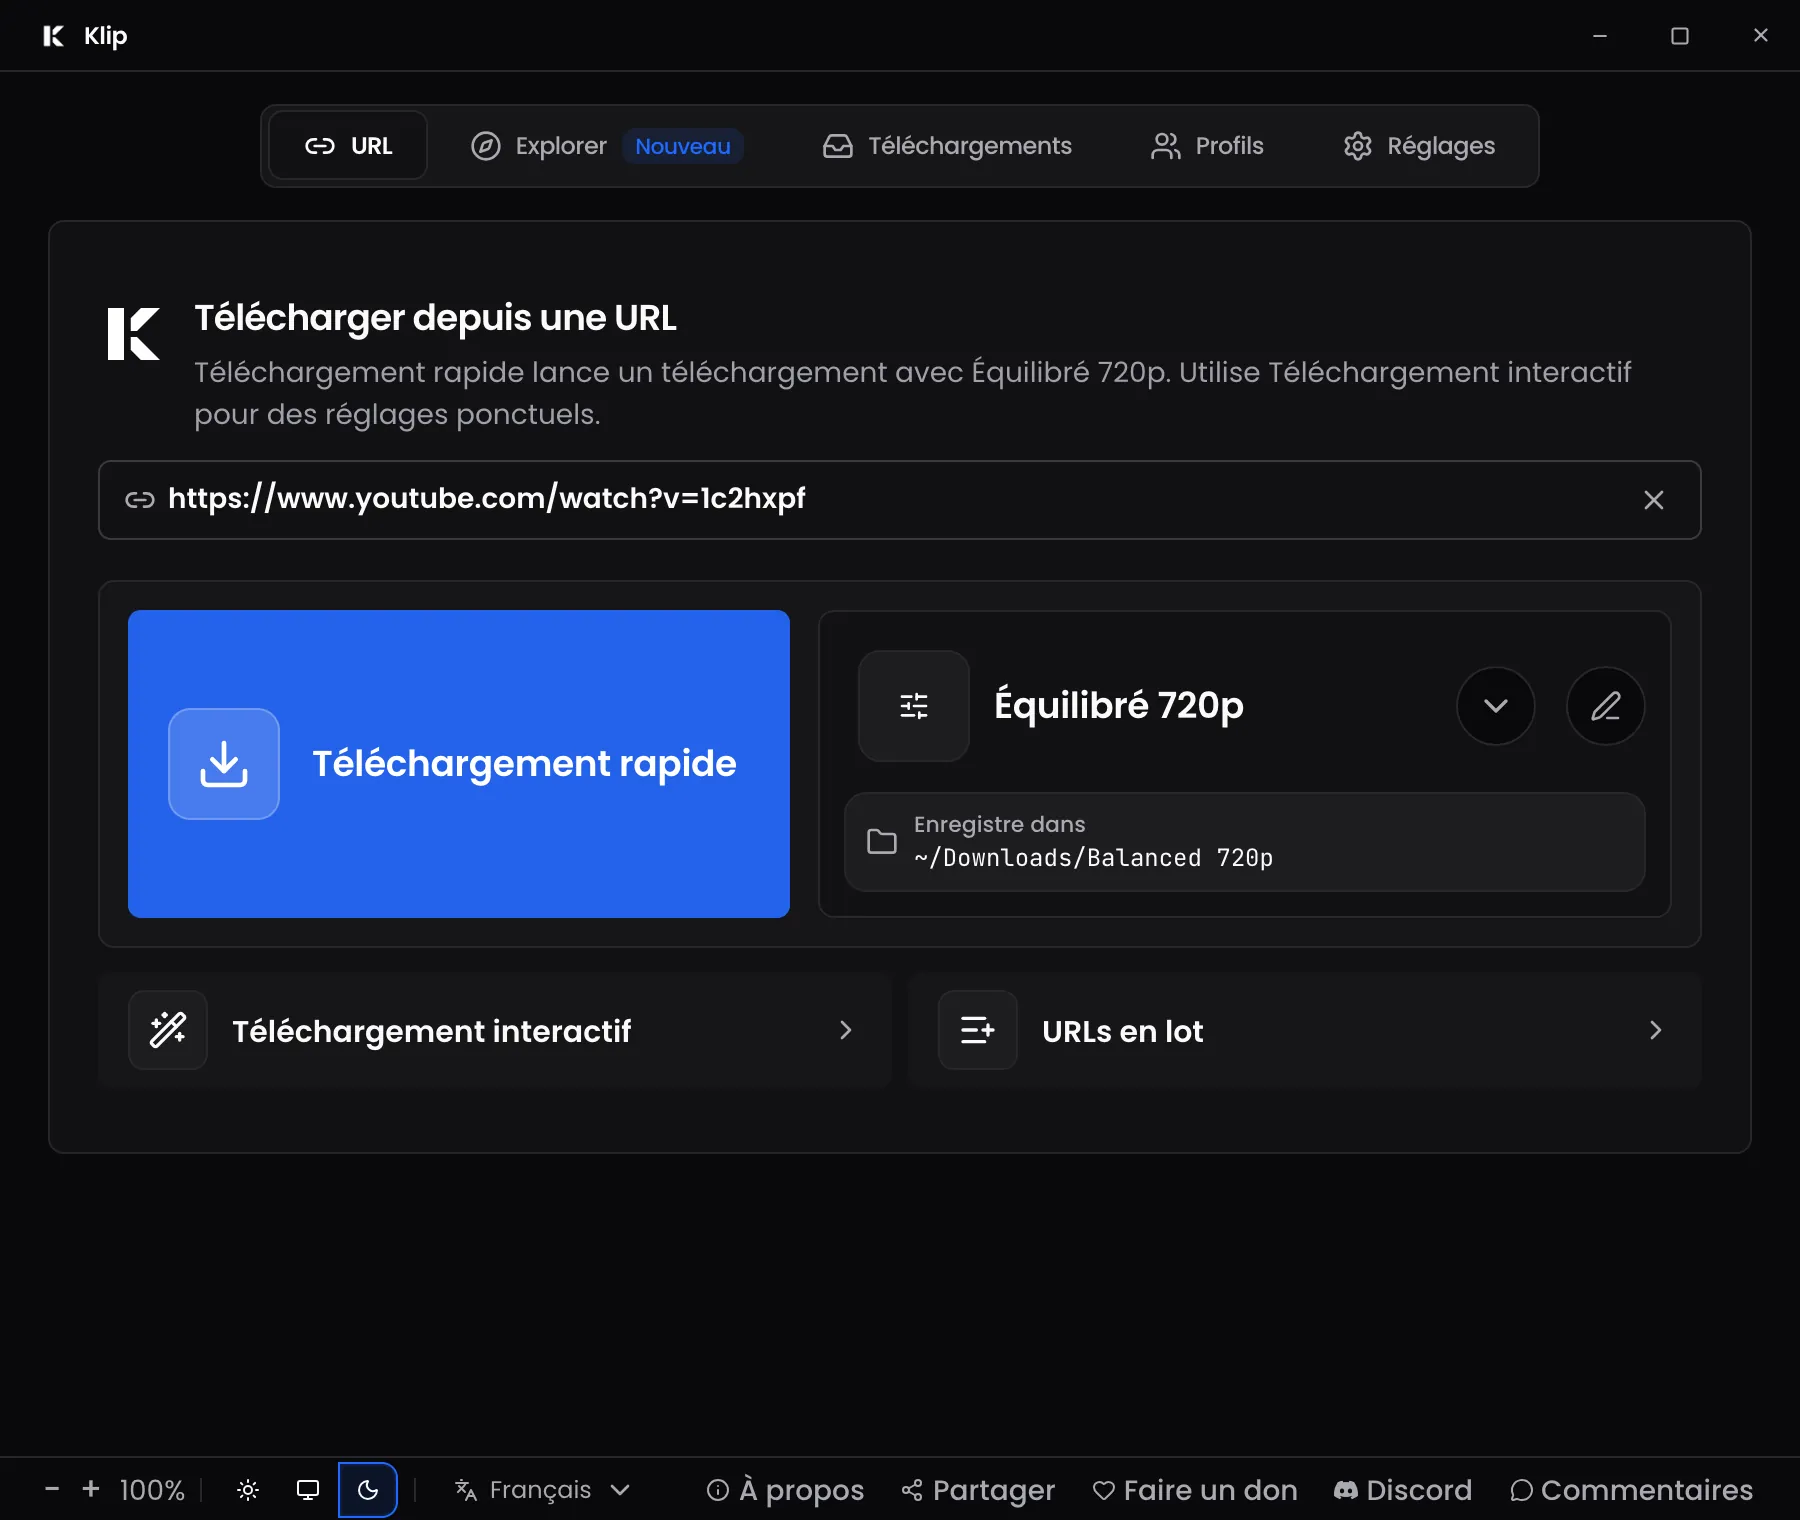 Klip
URL
Explorer
Nouveau
Téléchargements
Profils
Réglages
Télécharger depuis une URL
Téléchargement rapide lance un téléchargement avec Équilibré 720p. Utilise Téléchargement interactif
pour des réglages ponctuels.
https://www.youtube.com/watch?v=1c2hxpf
Téléchargement rapide
Équilibré 720p
Enregistre dans
~/Downloads/Balanced 720p
Téléchargement interactif
URLs en lot
100%
Français
À propos
Partager
Faire un don
Discord
Commentaires